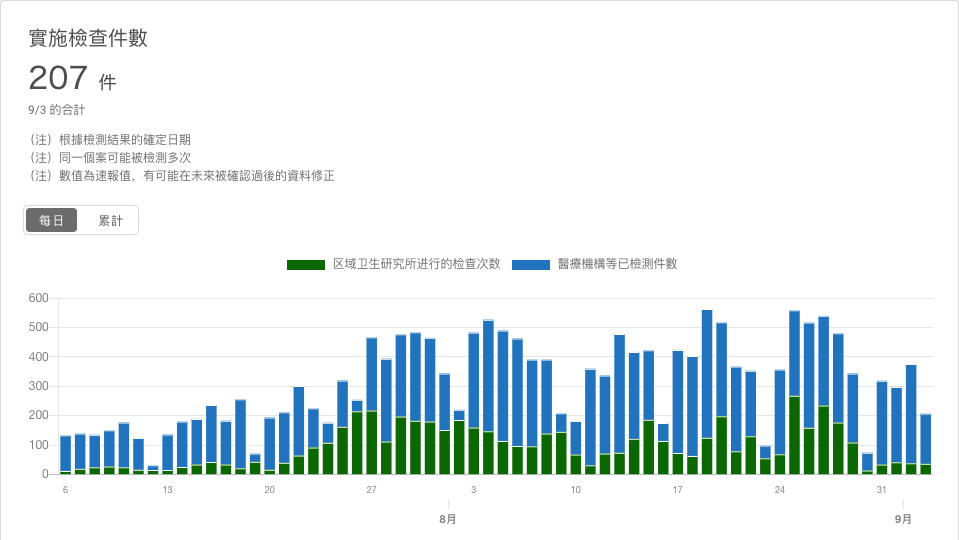 實施檢查件數
207 件
9/3 的合計
（注）根據檢測結果的確定日期
（注）同一個案可能被檢測多次
（注）數值為速報值，有可能在未來被確認過後的資料修正
每日 累計
区域卫生研究所进行的检查次数 醫療機構等已檢測件數
600
500
400
300
200
100
0
6 13 20 27 3 10 17 24 31
8月 9月